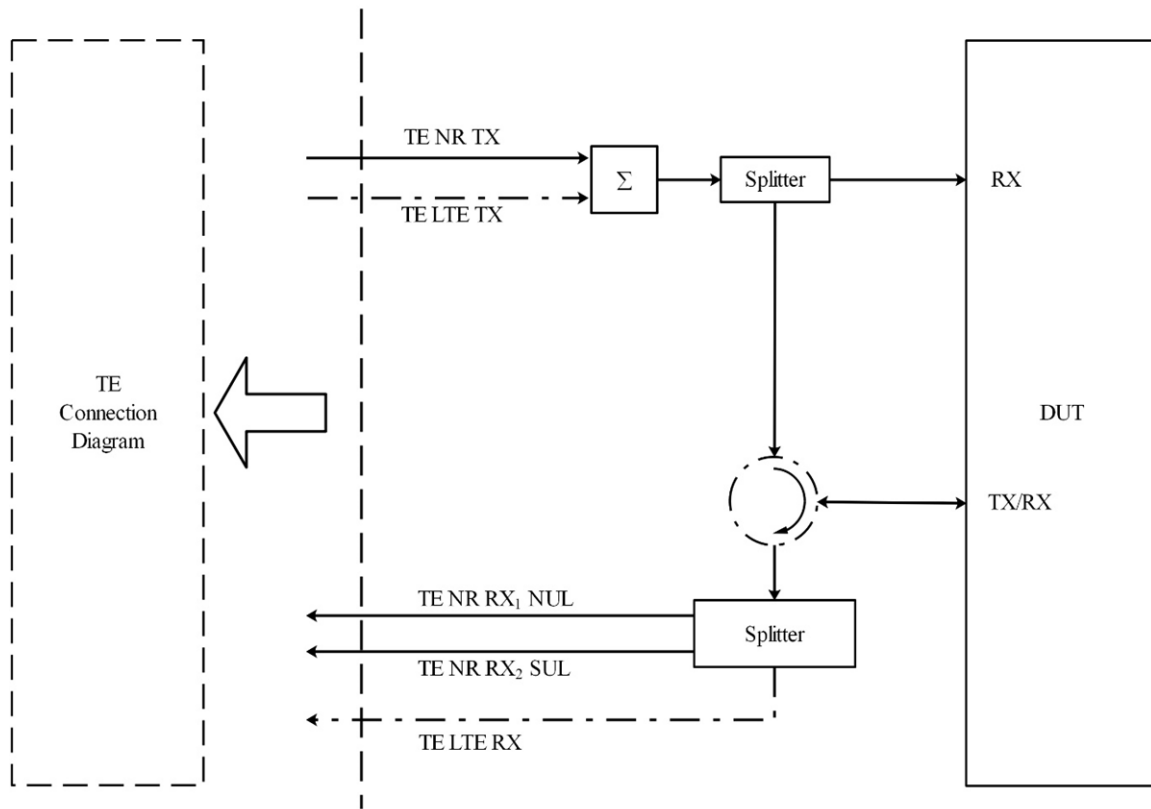 TE NR TX
TE LTE TX
Σ
Splitter
RX
TE
Connection
Diagram
DUT
TX/RX
TE NR RX₁ NUL
TE NR RX₂ SUL
Splitter
TE LTE RX